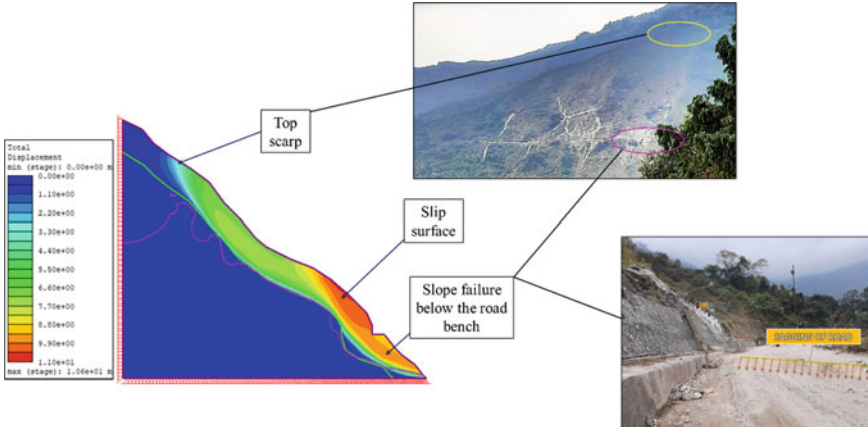 Total
Displacement
min (stage): 0.00e+00 m
0.00e+00
1.10e+00
2.20e+00
3.30e+00
4.40e+00
5.50e+00
6.60e+00
7.70e+00
8.80e+00
9.90e+00
1.10e+01
max (stage): 1.06e+01 m
Top
scarp
Slip
surface
Slope failure
below the road
bench
SAGGING OF ROAD